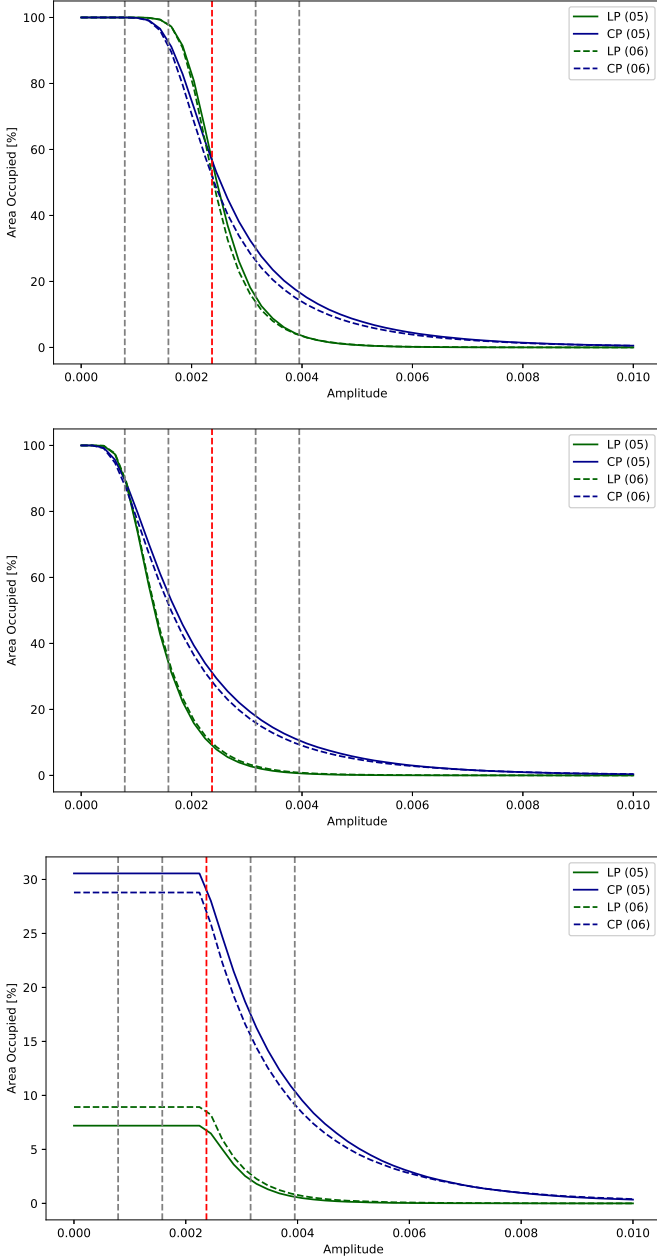 100
80
60
40
20
0
Area Occupied [%]
LP (05)
CP (05)
LP (06)
CP (06)
0.000 0.002 0.004 0.006 0.008 0.010
Amplitude
100
80
60
40
20
0
Area Occupied [%]
LP (05)
CP (05)
LP (06)
CP (06)
0.000 0.002 0.004 0.006 0.008 0.010
Amplitude
30
25
20
15
10
5
0
Area Occupied [%]
LP (05)
CP (05)
LP (06)
CP (06)
0.000 0.002 0.004 0.006 0.008 0.010
Amplitude